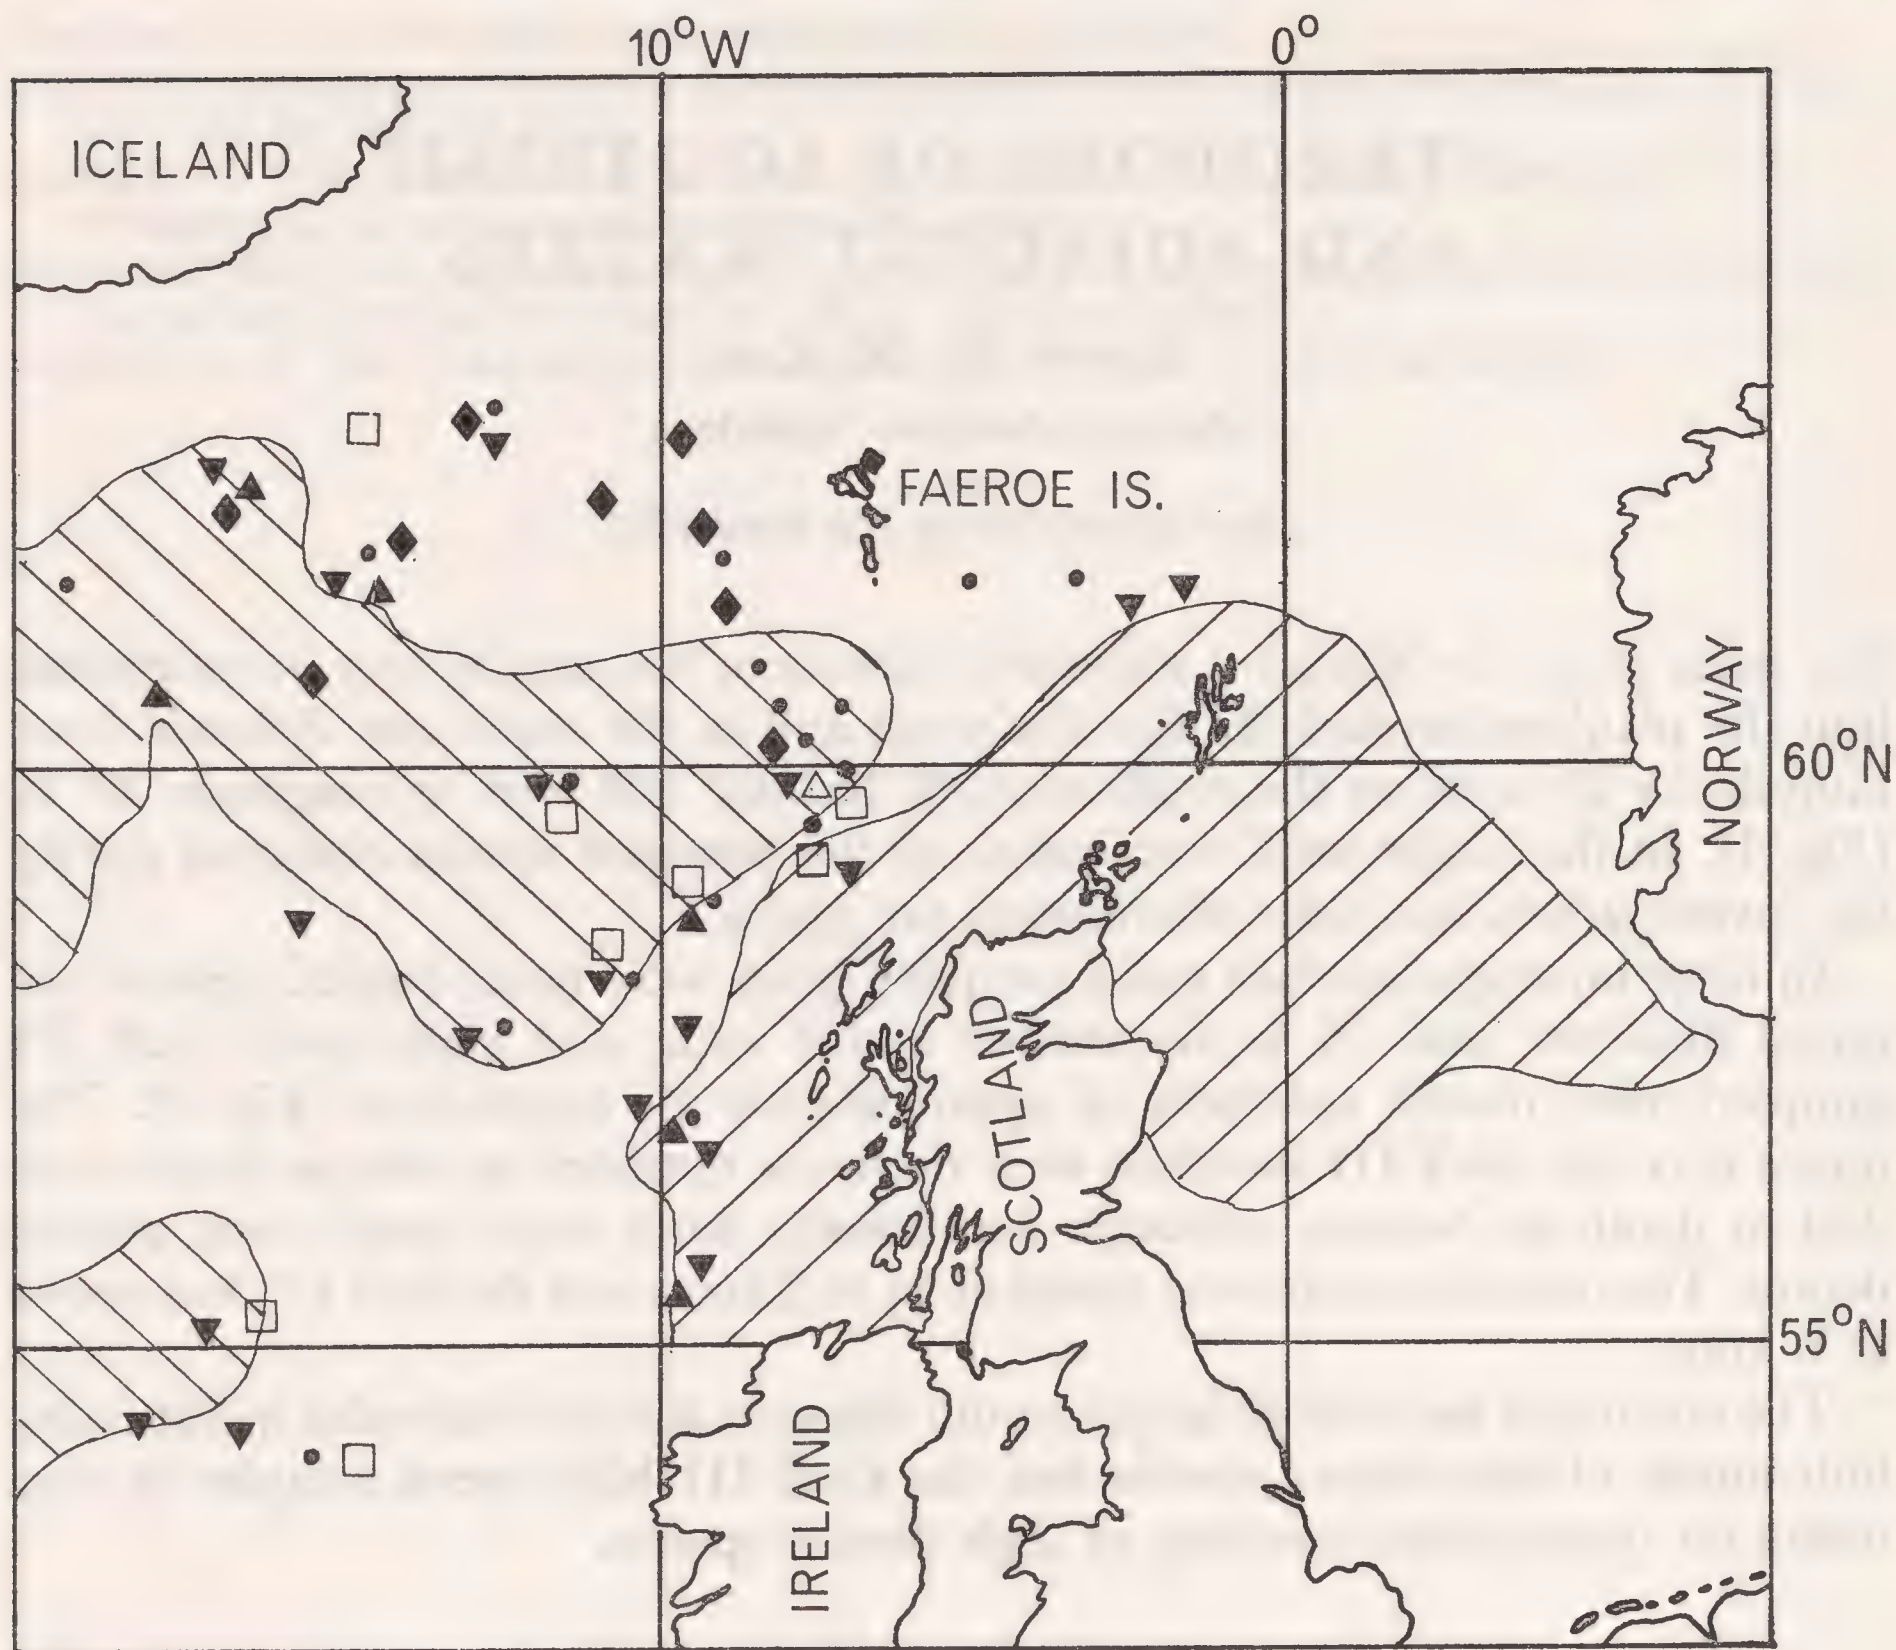 10°W
0°
ICELAND
FAEROE IS.
NORWAY
60°N
SCOTLAND
55°N
IRELAND